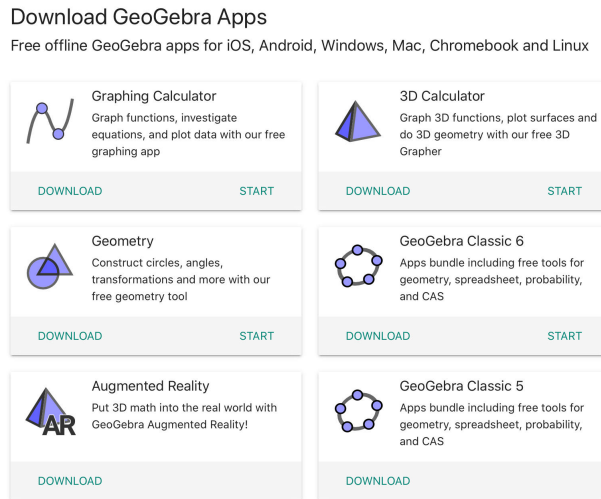 Download GeoGebra Apps
Free offline GeoGebra apps for iOS, Android, Windows, Mac, Chromebook and Linux
Graphing Calculator
Graph functions, investigate
equations, and plot data with our free
graphing app
DOWNLOAD
START
3D Calculator
Graph 3D functions, plot surfaces and
do 3D geometry with our free 3D
Grapher
DOWNLOAD
START
Geometry
Construct circles, angles,
transformations and more with our
free geometry tool
DOWNLOAD
START
GeoGebra Classic 6
Apps bundle including free tools for
geometry, spreadsheet, probability,
and CAS
DOWNLOAD
START
AR
Augmented Reality
Put 3D math into the real world with
GeoGebra Augmented Reality!
DOWNLOAD
GeoGebra Classic 5
Apps bundle including free tools for
geometry, spreadsheet, probability,
and CAS
DOWNLOAD